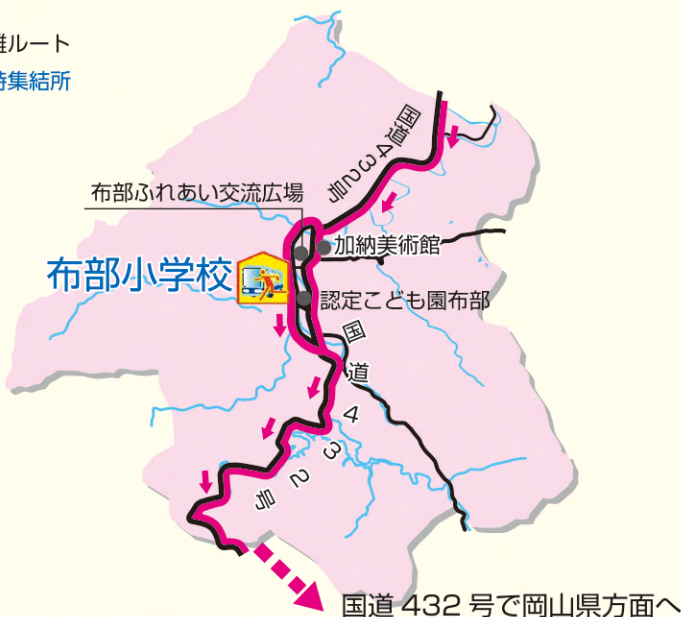 難ルート
時集結所
国道432号
布部ふれあい交流広場
加納美術館
布部小学校
認定こども園布部
国道432号
国道 432 号で岡山県方面へ